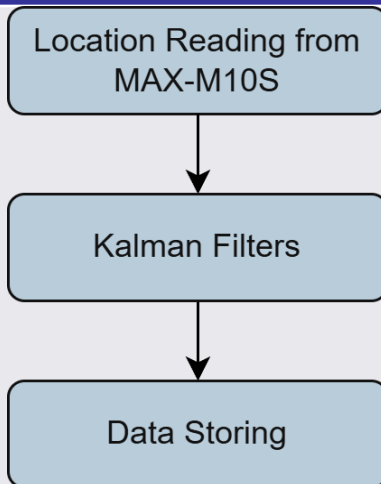 Location Reading from
MAX-M10S
Kalman Filters
Data Storing